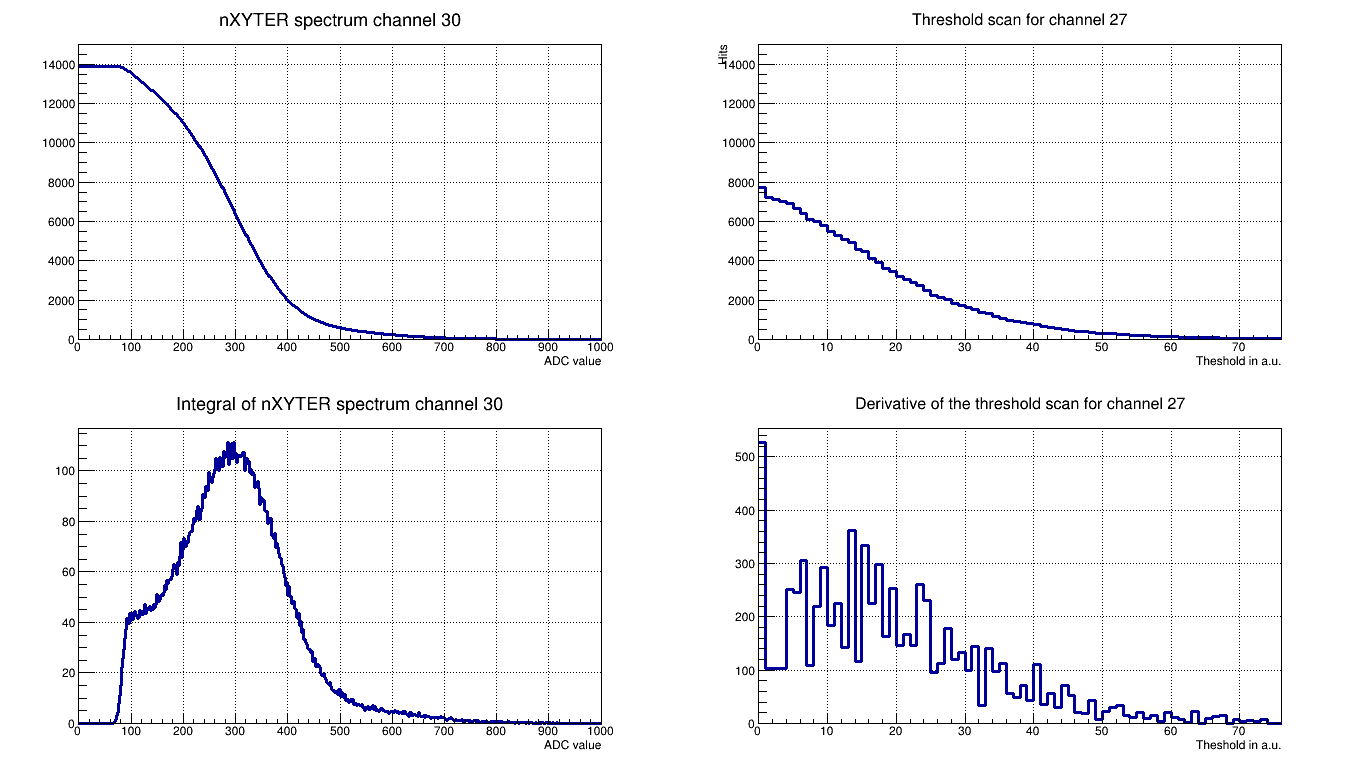 nXYTER spectrum channel 30
14000
12000
10000
8000
6000
4000
2000
0
0 100 200 300 400 500 600 700 800 900 1000
ADC value
Threshold scan for channel 27
Hits
14000
12000
10000
8000
6000
4000
2000
0
0 10 20 30 40 50 60 70
Theshold in a.u.
Integral of nXYTER spectrum channel 30
100
80
60
40
20
0
0 100 200 300 400 500 600 700 800 900 1000
ADC value
Derivative of the threshold scan for channel 27
500
400
300
200
100
0
0 10 20 30 40 50 60 70
Theshold in a.u.